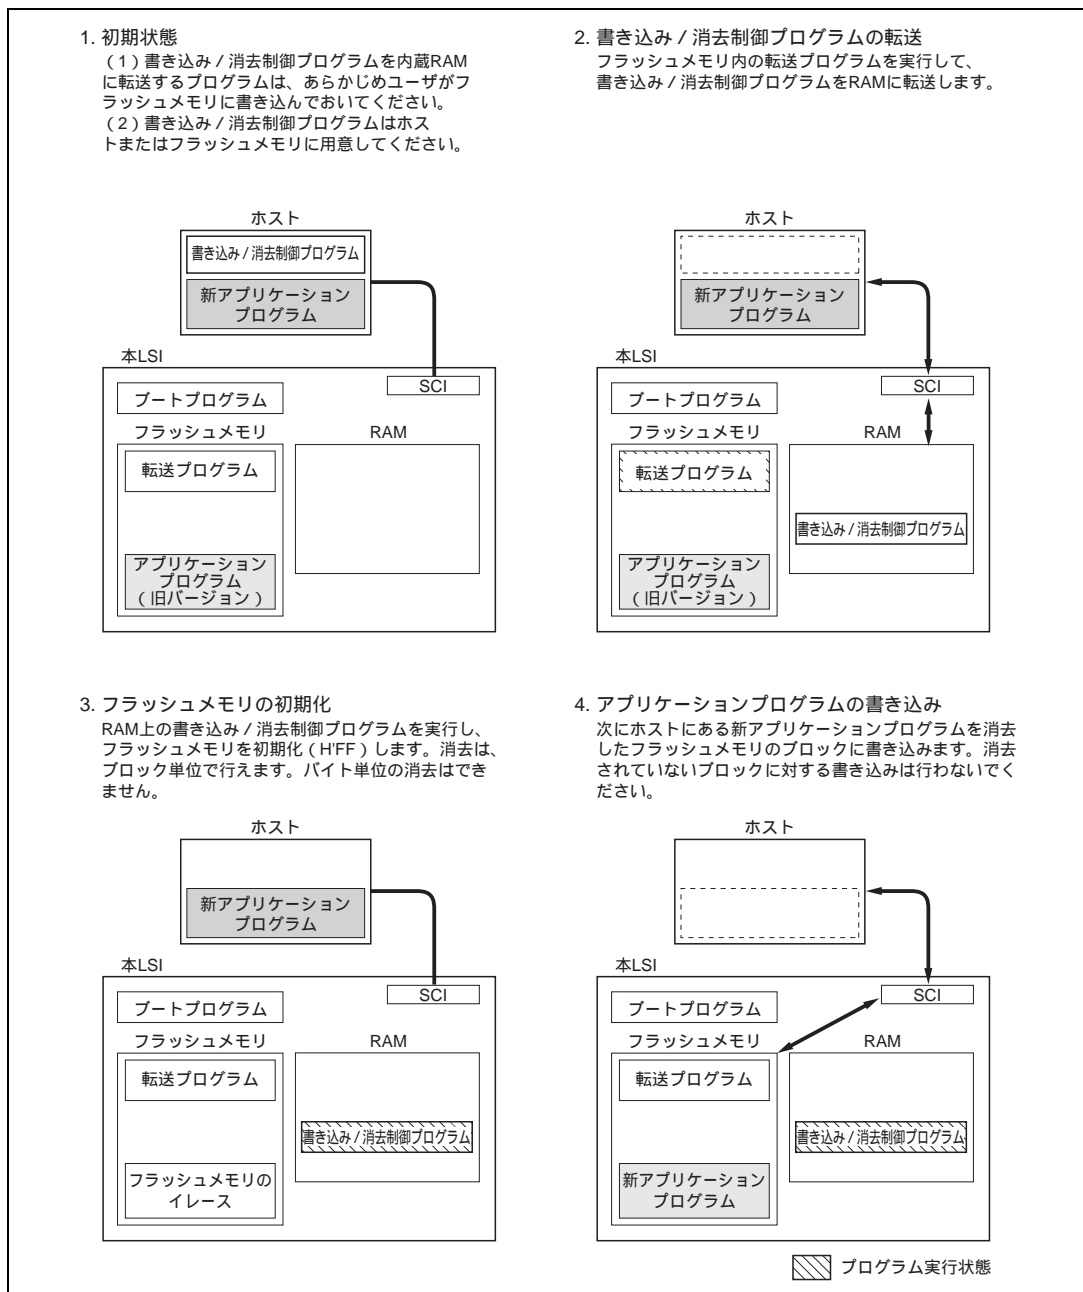 1. 初期状態
（1）書き込み / 消去制御プログラムを内蔵RAM
に転送するプログラムは、あらかじめユーザがフ
ラッシュメモリに書き込んでおいてください。
（2）書き込み / 消去制御プログラムはホス
トまたはフラッシュメモリに用意してください。
ホスト
書き込み / 消去制御プログラム
新アプリケーション
プログラム
本LSI
SCI
ブートプログラム
フラッシュメモリ
RAM
転送プログラム
アプリケーション
プログラム
（旧バージョン）
2. 書き込み / 消去制御プログラムの転送
フラッシュメモリ内の転送プログラムを実行して、
書き込み / 消去制御プログラムをRAMに転送します。
ホスト
新アプリケーション
プログラム
本LSI
SCI
ブートプログラム
フラッシュメモリ
RAM
転送プログラム
書き込み / 消去制御プログラム
アプリケーション
プログラム
（旧バージョン）
3. フラッシュメモリの初期化
RAM上の書き込み / 消去制御プログラムを実行し、
フラッシュメモリを初期化（H'FF）します。消去は、
ブロック単位で行えます。バイト単位の消去はでき
ません。
ホスト
新アプリケーション
プログラム
本LSI
SCI
ブートプログラム
フラッシュメモリ
RAM
転送プログラム
書き込み / 消去制御プログラム
フラッシュメモリの
イレース
4. アプリケーションプログラムの書き込み
次にホストにある新アプリケーションプログラムを消去
したフラッシュメモリのブロックに書き込みます。消去
されていないブロックに対する書き込みは行わないでく
ださい。
ホスト
本LSI
SCI
ブートプログラム
フラッシュメモリ
RAM
転送プログラム
書き込み / 消去制御プログラム
新アプリケーション
プログラム
プログラム実行状態